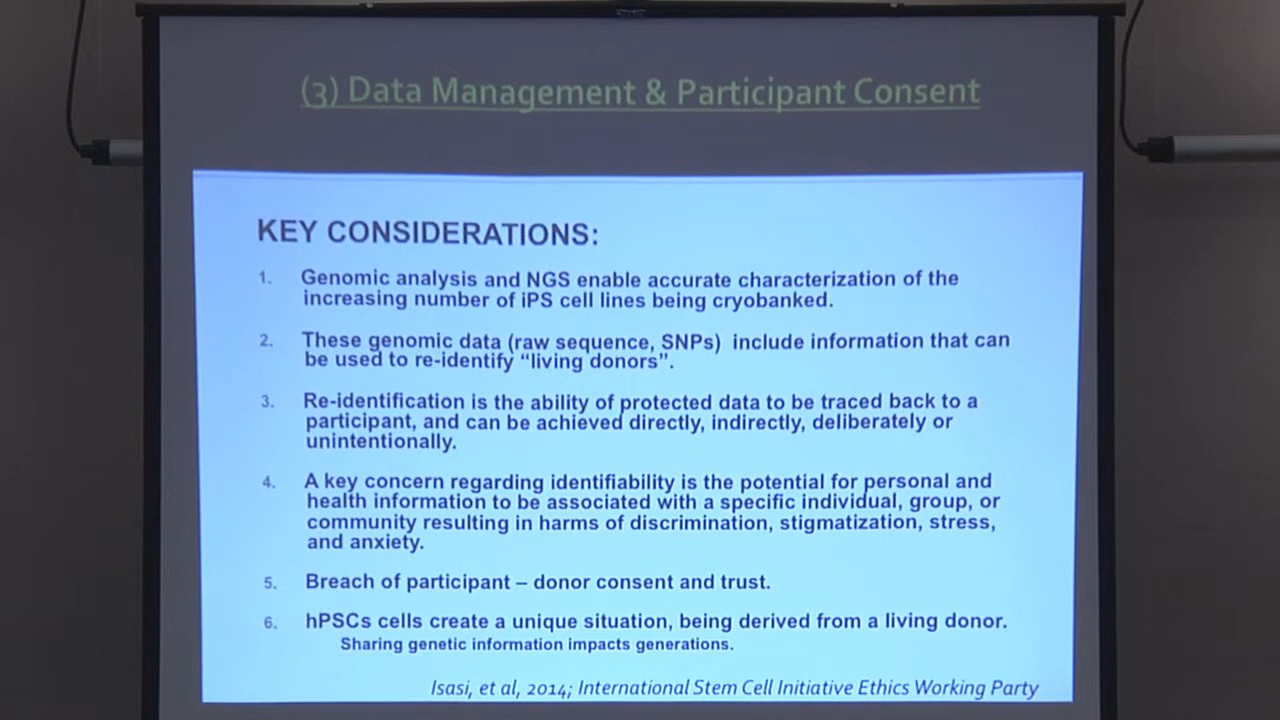 (3) Data Management & Participant Consent
KEY CONSIDERATIONS:
1. Genomic analysis and NGS enable accurate characterization of the
increasing number of iPS cell lines being cryobanked.
2. These genomic data (raw sequence, SNPs) include information that can
be used to re-identify “living donors”.
3. Re-identification is the ability of protected data to be traced back to a
participant, and can be achieved directly, indirectly, deliberately or
unintentionally.
4. A key concern regarding identifiability is the potential for personal and
health information to be associated with a specific individual, group, or
community resulting in harms of discrimination, stigmatization, stress,
and anxiety.
5. Breach of participant – donor consent and trust.
6. hPSCs cells create a unique situation, being derived from a living donor.
Sharing genetic information impacts generations.
Isasi, et al, 2014; International Stem Cell Initiative Ethics Working Party